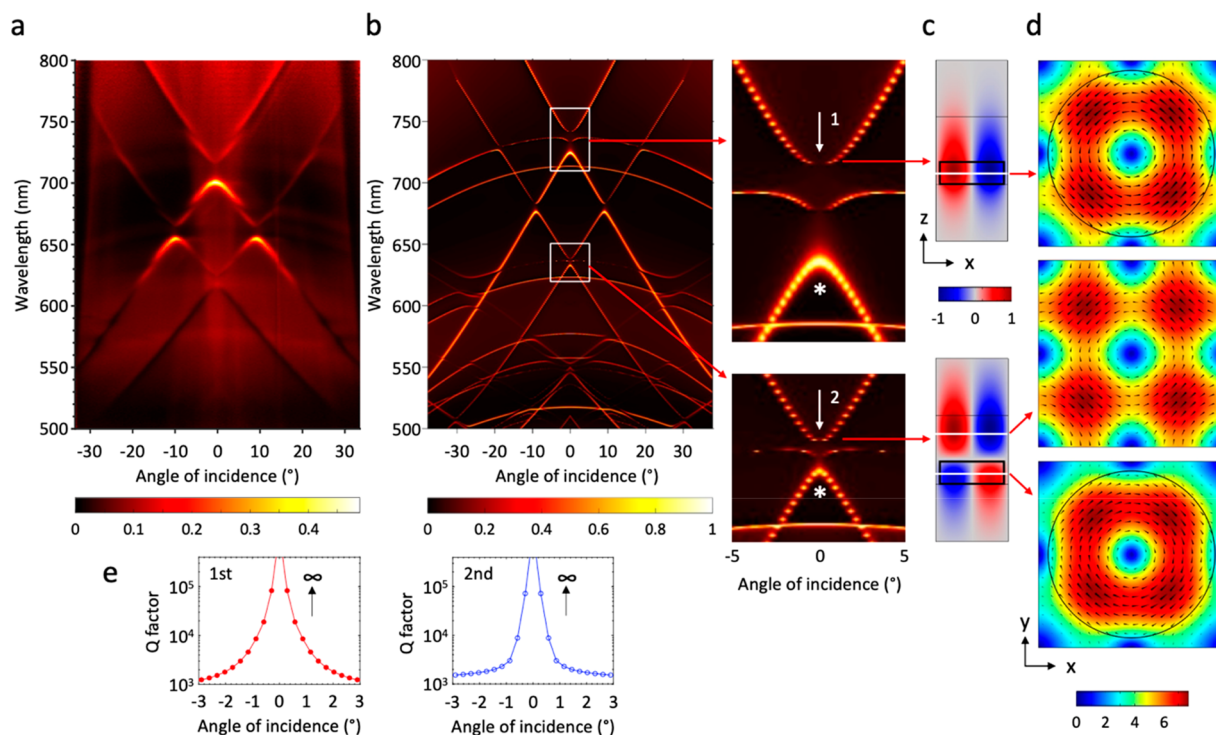 a
b
c
d
800
750
700
650
600
550
500
Wavelength (nm)
-30 -20 -10 0 10 20 30
Angle of incidence (°)
0 0.1 0.2 0.3 0.4
800
750
700
650
600
550
500
Wavelength (nm)
-30 -20 -10 0 10 20 30
Angle of incidence (°)
0 0.2 0.4 0.6 0.8 1
1
*
2
*
-5 0 5
Angle of incidence (°)
z
x
-1 0 1
y
x
0 2 4 6
e
1st
∞
10⁵
10⁴
10³
Q factor
-3 -2 -1 0 1 2 3
Angle of incidence (°)
2nd
∞
10⁵
10⁴
10³
Q factor
-3 -2 -1 0 1 2 3
Angle of incidence (°)